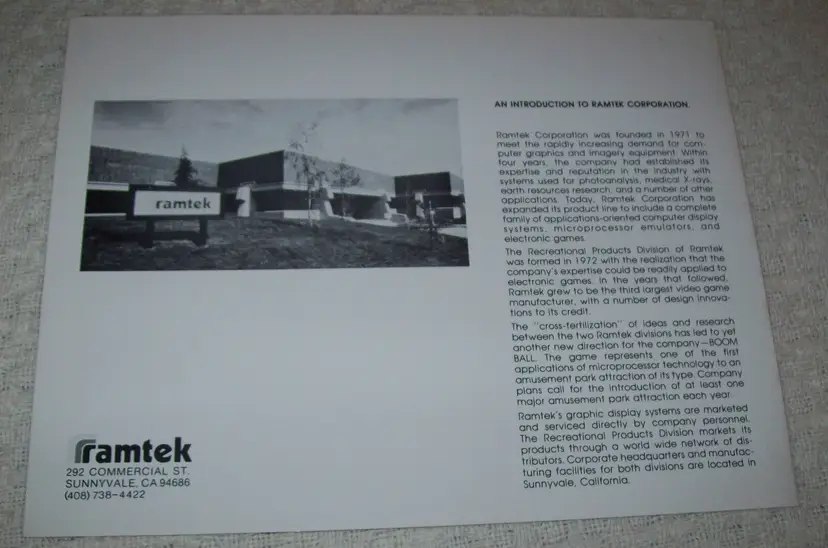 ramtek
AN INTRODUCTION TO RAMTEK CORPORATION.
Ramtek Corporation was founded in 1971 to
meet the rapidly increasing demand for com-
puter graphics and imagery equipment. Within
four years, the company had established its
expertise and reputation in the industry with
systems used for photoanalysis, medical X-rays,
earth resources research, and a number of other
applications. Today, Ramtek Corporation has
expanded its product line to include a complete
family of applications-oriented computer display
systems, microprocessor emulators, and
electronic games.
The Recreational Products Division of Ramtek
was formed in 1972 with the realization that the
company's expertise could be readily applied to
electronic games. In the years that followed,
Ramtek grew to be the third largest video game
manufacturer, with a number of design innova-
tions to its credit.
The "cross-fertilization" of ideas and research
between the two Ramtek divisions has led to yet
another new direction for the company—BOOM
BALL. The game represents one of the first
applications of microprocessor technology to an
amusement park attraction of its type. Company
plans call for the introduction of at least one
major amusement park attraction each year.
Ramtek's graphic display systems are marketed
and serviced directly by company personnel.
The Recreational Products Division markets its
products through a world wide network of dis-
tributors. Corporate headquarters and manufac-
turing facilities for both divisions are located in
Sunnyvale, California.
ramtek
292 COMMERCIAL ST.
SUNNYVALE, CA 94686
(408) 738-4422